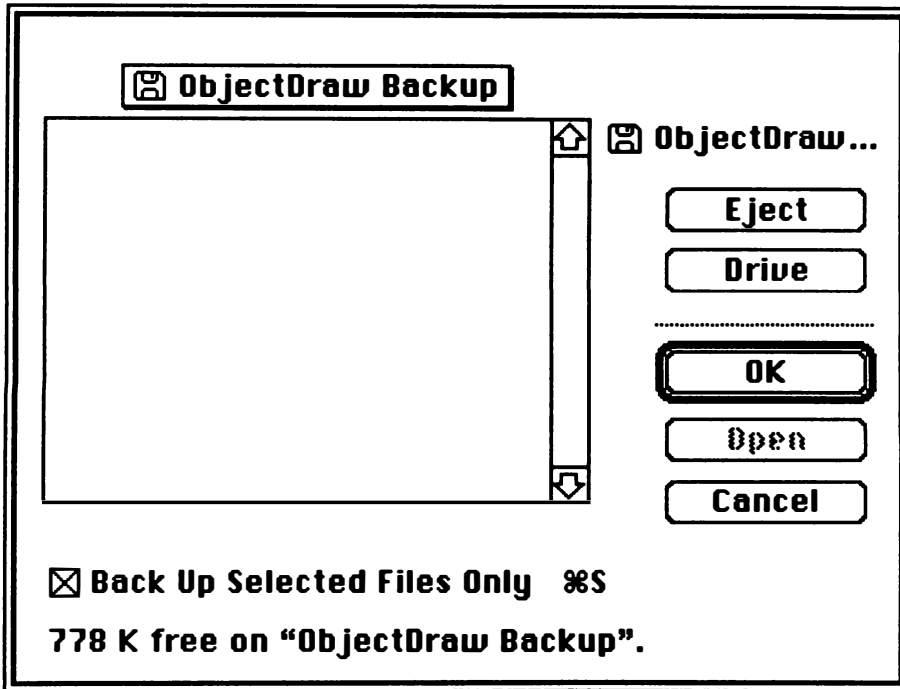 ObjectDraw Backup
ObjectDraw...
Eject
Drive
OK
Open
Cancel
Back Up Selected Files Only ⌘S
778 K free on “ObjectDraw Backup”.